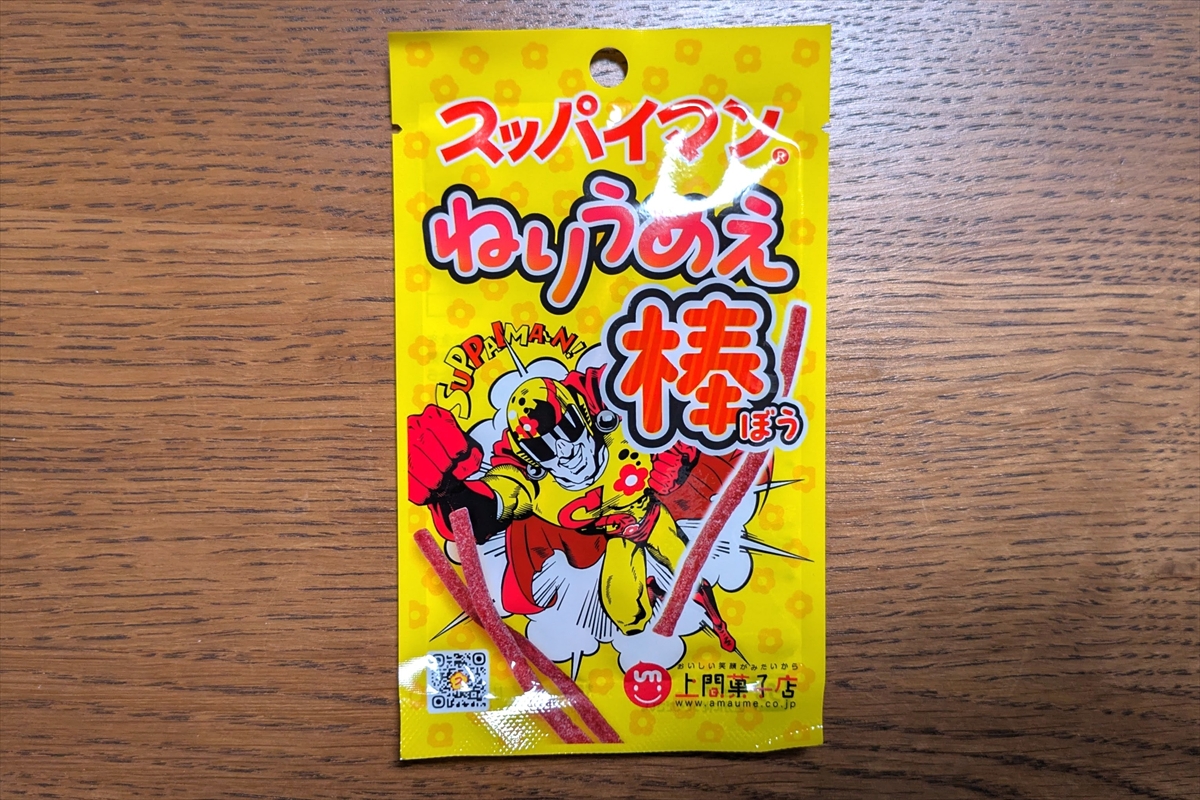 スッパイマン®
ねりうめえ
棒
ぼう
SUPPAIMAN!
おいしい笑顔がみたいから
上間菓子店
www.amaume.co.jp